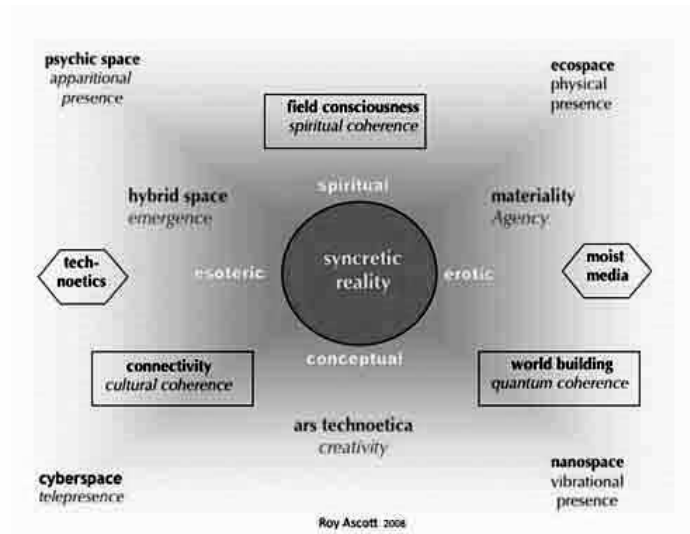 psychic space
apparitional
presence
ecospace
physical
presence
field consciousness
spiritual coherence
spiritual
hybrid space
emergence
materiality
Agency
tech-
noetics
esoteric
syncretic
reality
erotic
moist
media
conceptual
connectivity
cultural coherence
world building
quantum coherence
ars technoetica
creativity
cyberspace
telepresence
nanospace
vibrational
presence
Roy Ascott 2006